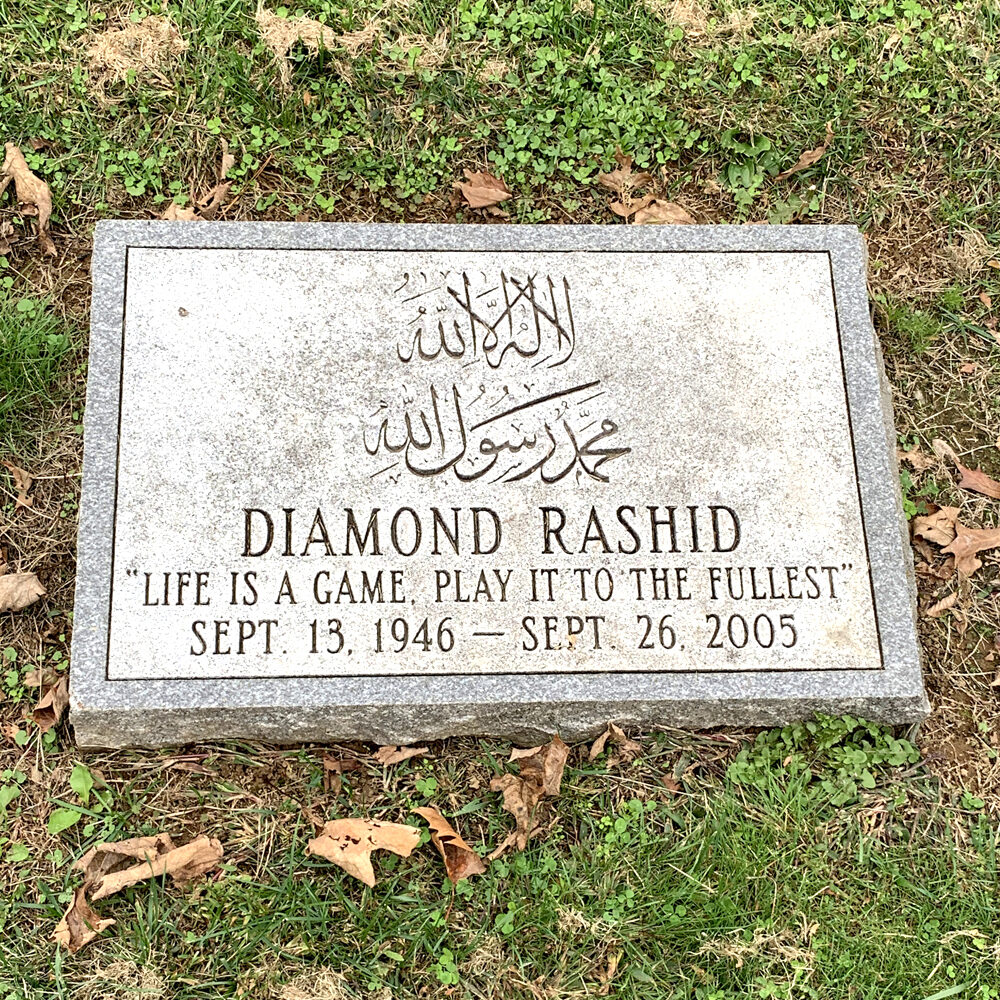 لا إله إلا الله
محمد رسول الله
DIAMOND RASHID
“LIFE IS A GAME, PLAY IT TO THE FULLEST”
SEPT. 13, 1946 — SEPT. 26, 2005